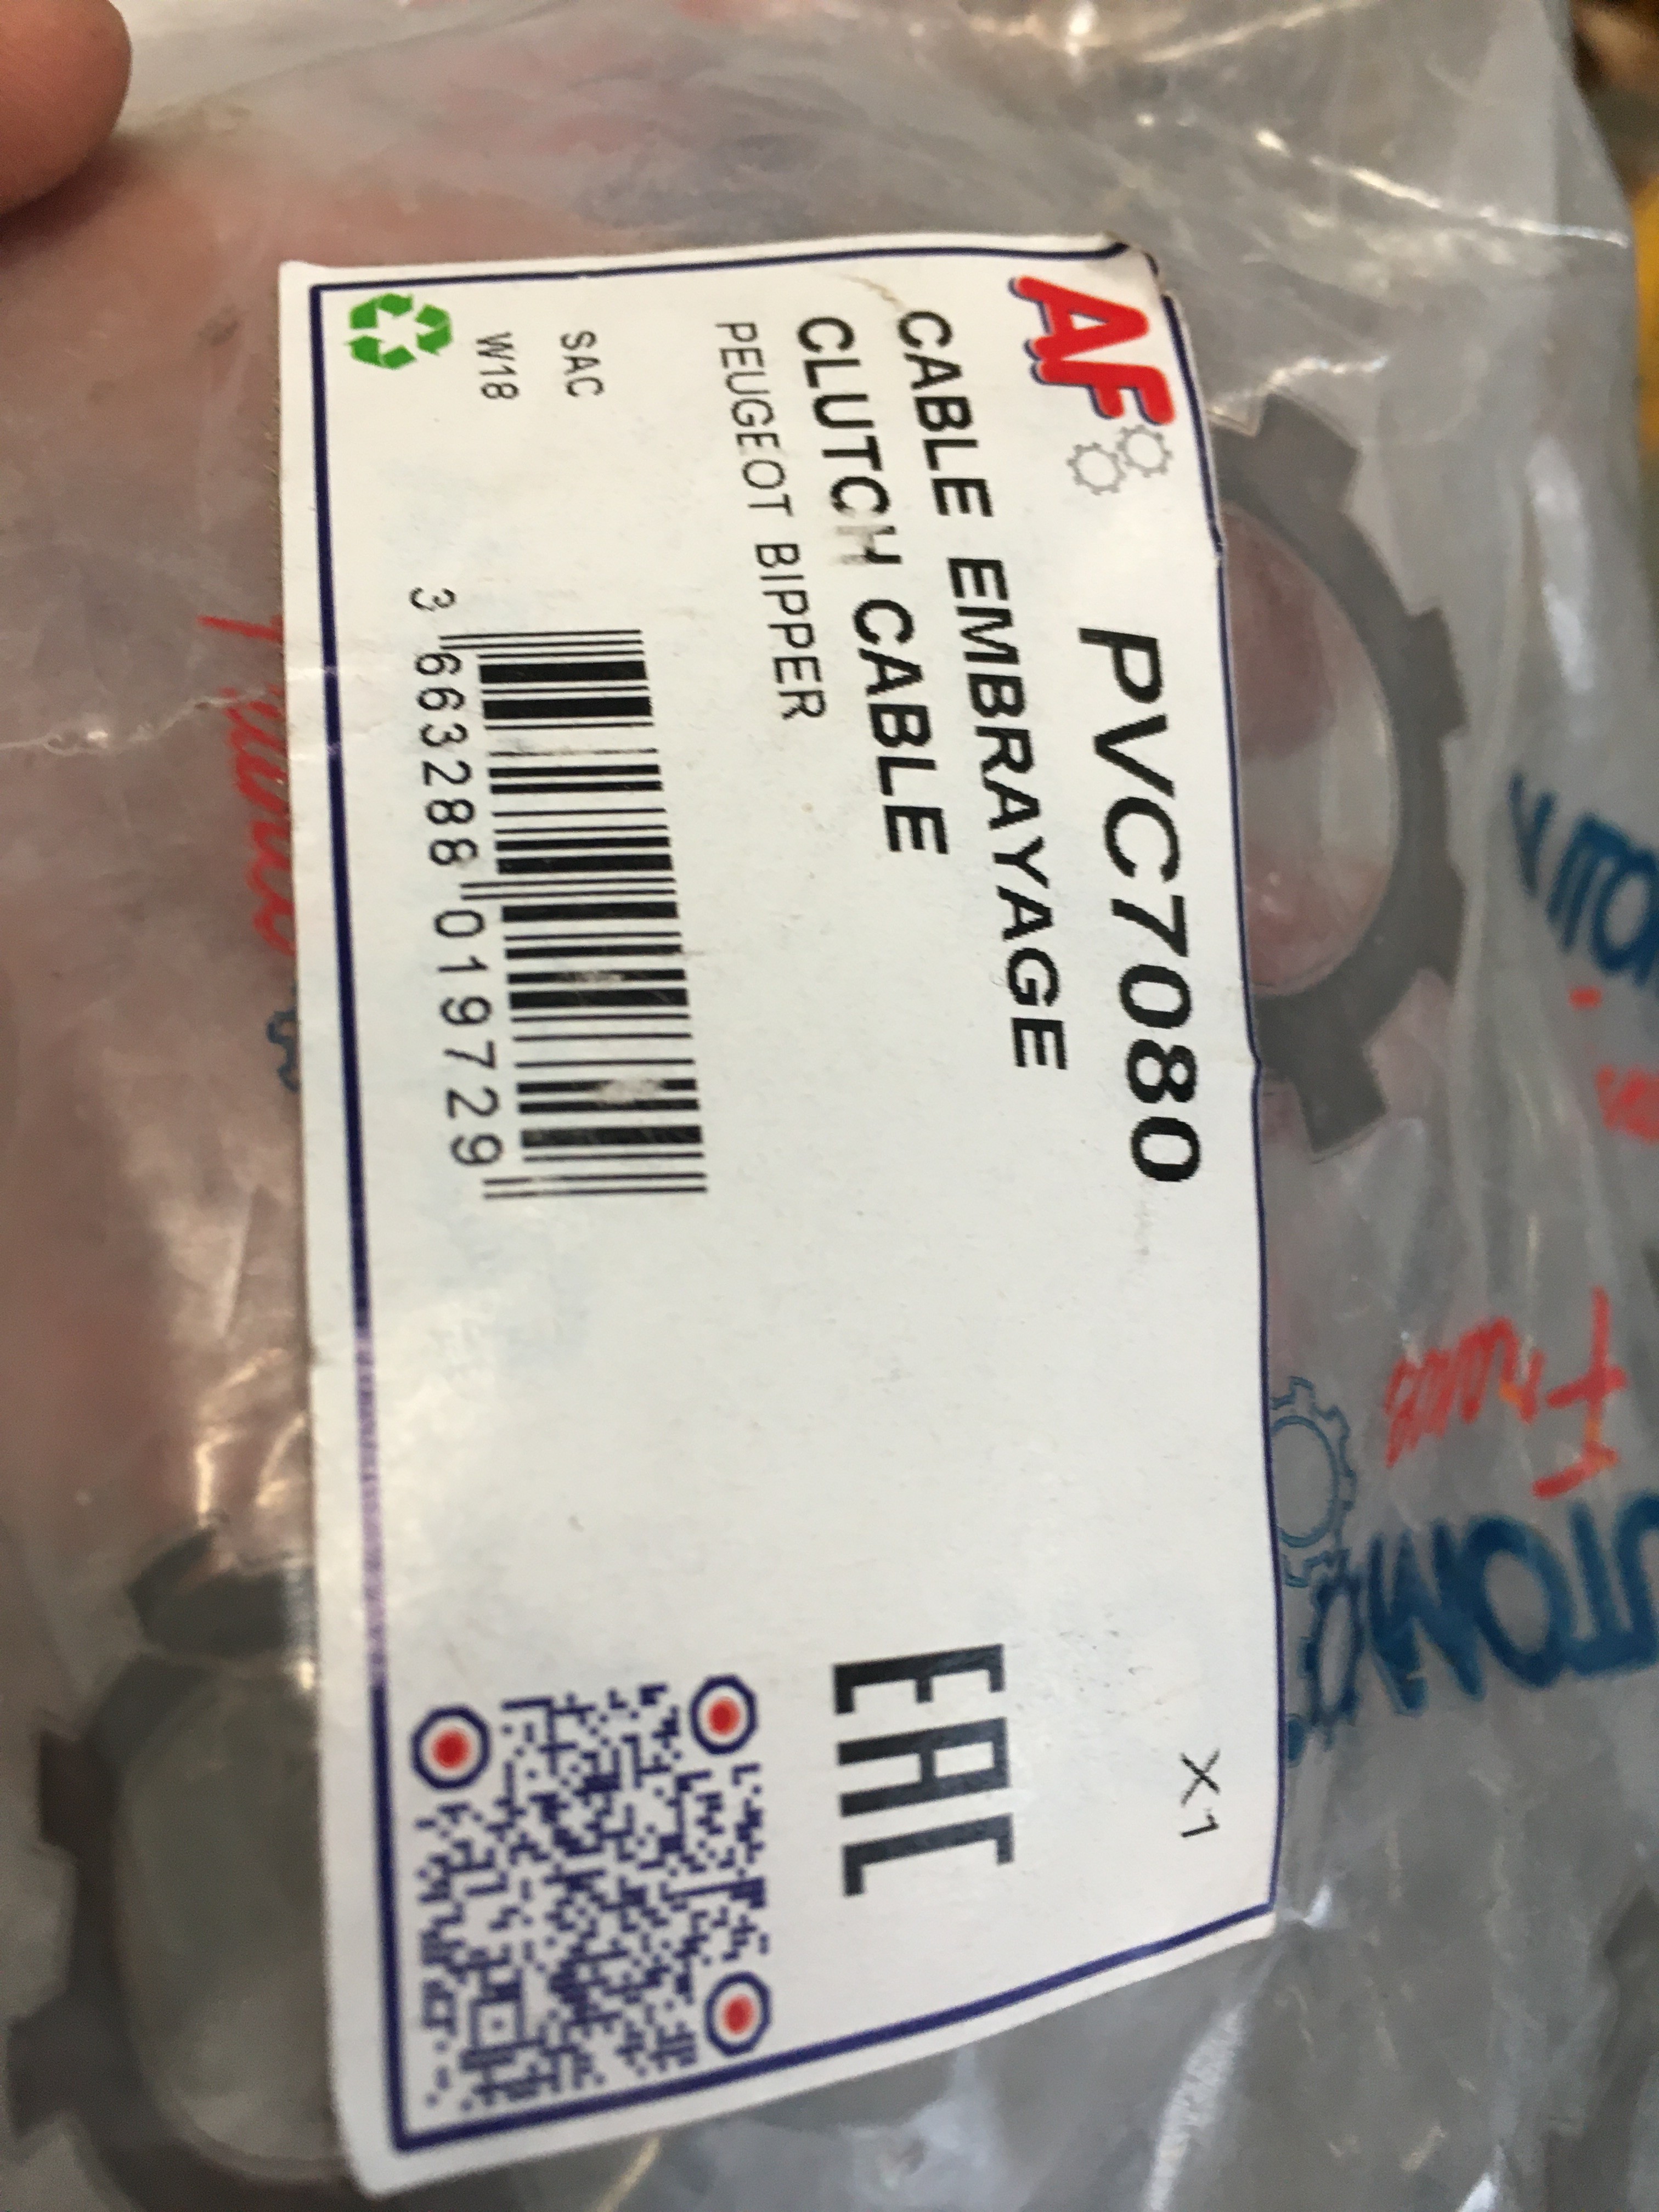 AF
PVC7080
X1
CABLE EMBRAYAGE
CLUTCH CABLE
PEUGEOT BIPPER
EAC
SAC
W18
3 663288 019729